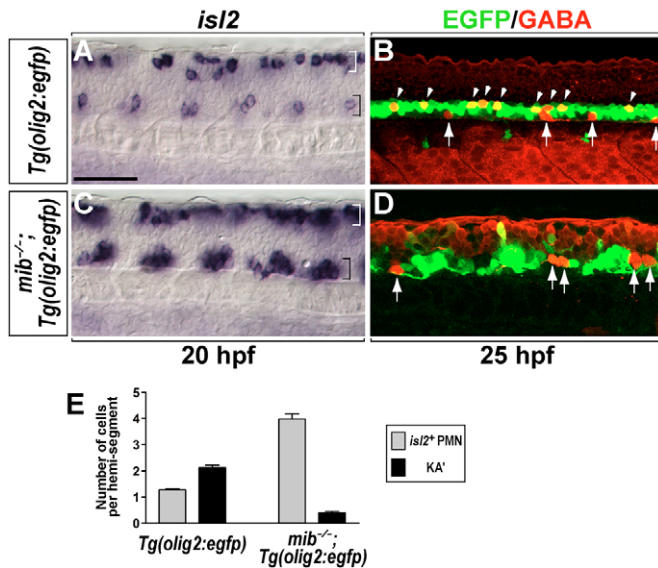 isl2
EGFP/GABA
Tg(olig2:egfp)
A
B
mib-/-;
Tg(olig2:egfp)
C
D
20 hpf
25 hpf
E
Number of cells
per hemi-segment
5
4
3
2
1
0
Tg(olig2:egfp)
mib-/-;
Tg(olig2:egfp)
isl2+ PMN
KA'